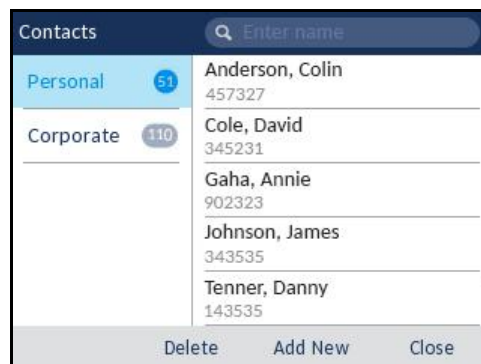 Contacts
Enter name
Personal 51
Corporate 110
Anderson, Colin
457327
Cole, David
345231
Gaha, Annie
902323
Johnson, James
343535
Tenner, Danny
143535
Delete Add New Close